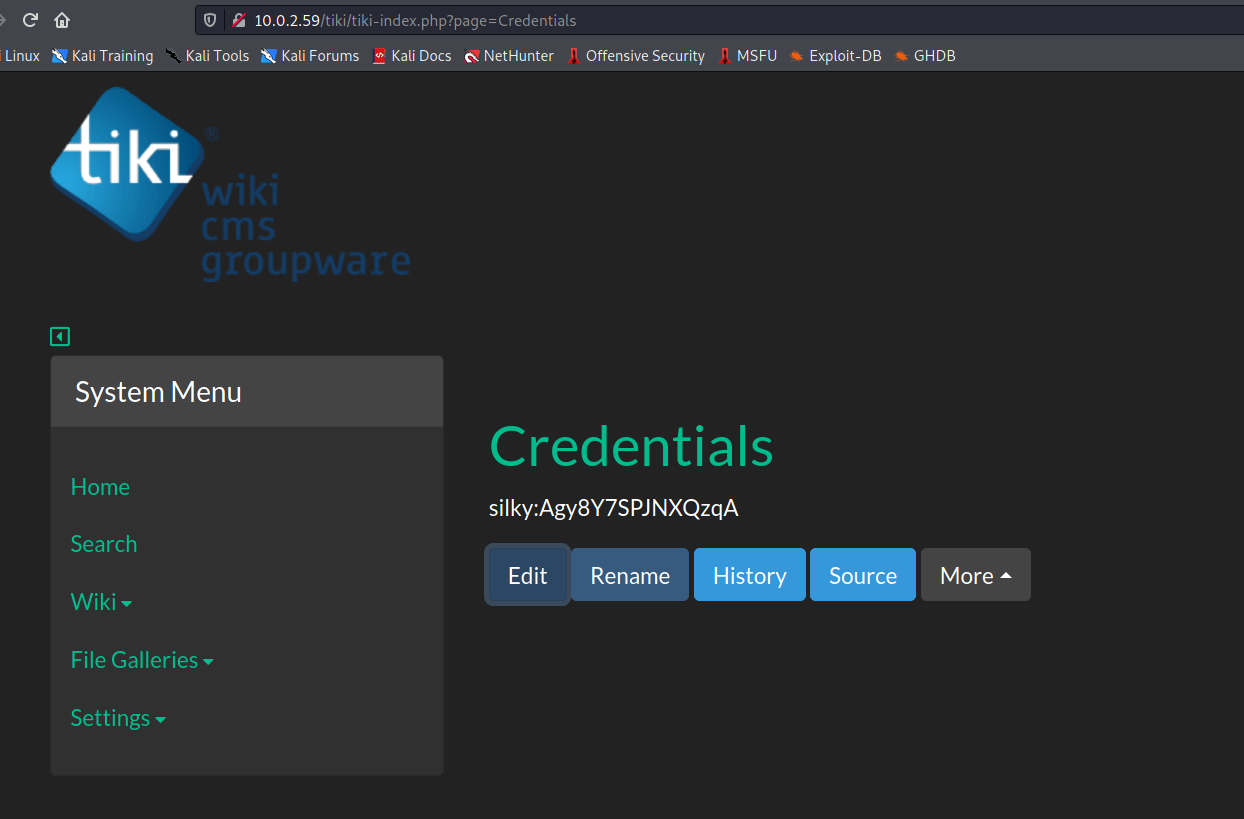 10.0.2.59/tiki/tiki-index.php?page=Credentials
Linux Kali Training Kali Tools Kali Forums Kali Docs NetHunter Offensive Security MSFU Exploit-DB GHDB
tiki ®
wiki
cms
groupware
System Menu
Home
Search
Wiki
File Galleries
Settings
Credentials
silky:Agy8Y7SPJNXQzqA
Edit Rename History Source More